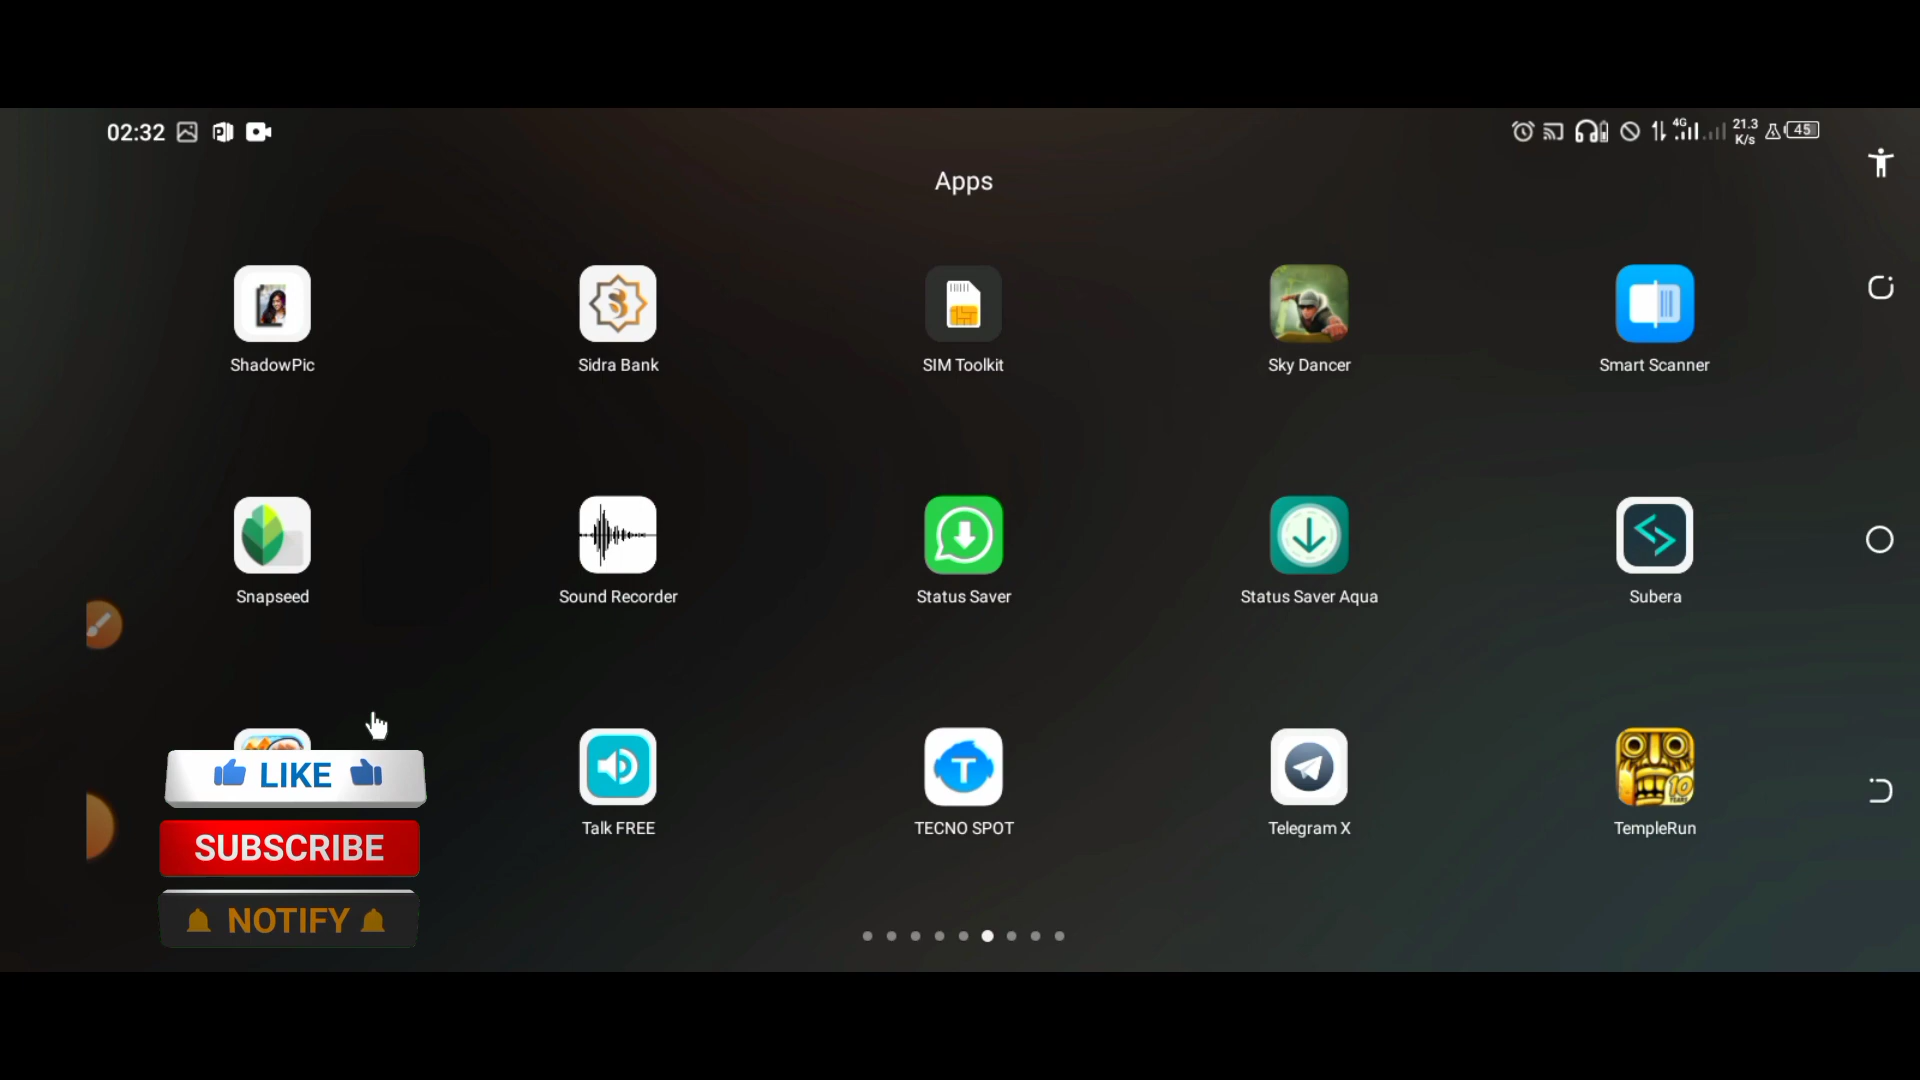 02:32
4G 21.3 K/s 45
Apps
ShadowPic
Sidra Bank
SIM Toolkit
Sky Dancer
Smart Scanner
Snapseed
Sound Recorder
Status Saver
Status Saver Aqua
Subera
Talk FREE
TECNO SPOT
Telegram X
TempleRun
LIKE
SUBSCRIBE
NOTIFY